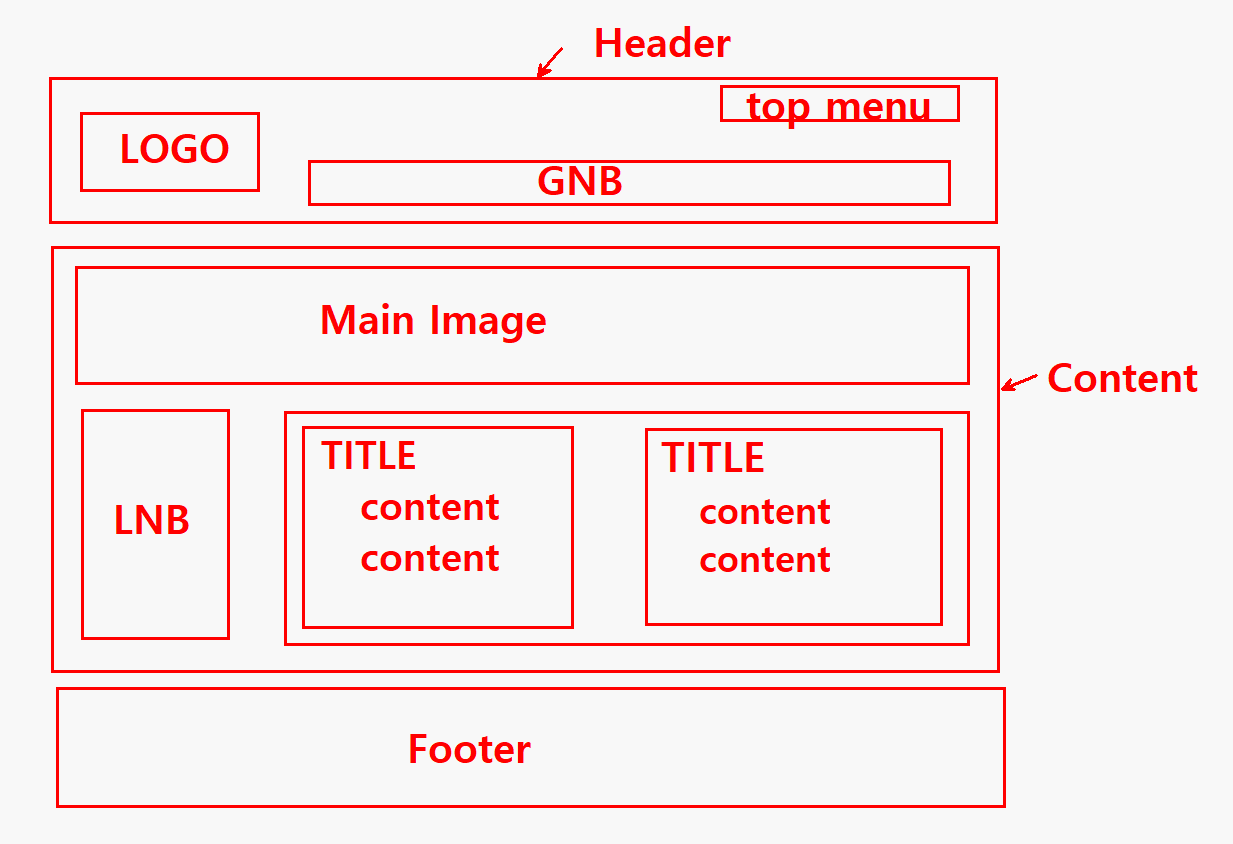 Header
top menu
LOGO
GNB
Main Image
Content
LNB
TITLE
content
content
TITLE
content
content
Footer